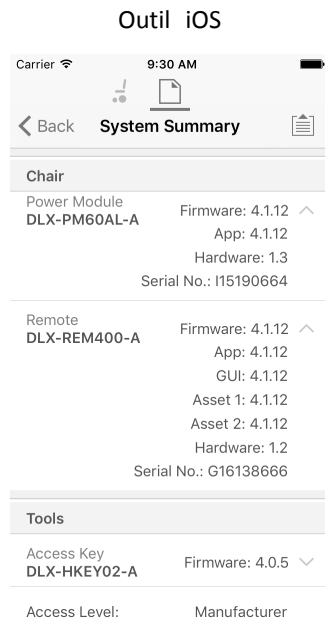 Outil iOS
Carrier 9:30 AM
Back System Summary
Chair
Power Module
DLX-PM60AL-A
Firmware: 4.1.12
App: 4.1.12
Hardware: 1.3
Serial No.: I15190664
Remote
DLX-REM400-A
Firmware: 4.1.12
App: 4.1.12
GUI: 4.1.12
Asset 1: 4.1.12
Asset 2: 4.1.12
Hardware: 1.2
Serial No.: G16138666
Tools
Access Key
DLX-HKEY02-A
Firmware: 4.0.5
Access Level: Manufacturer